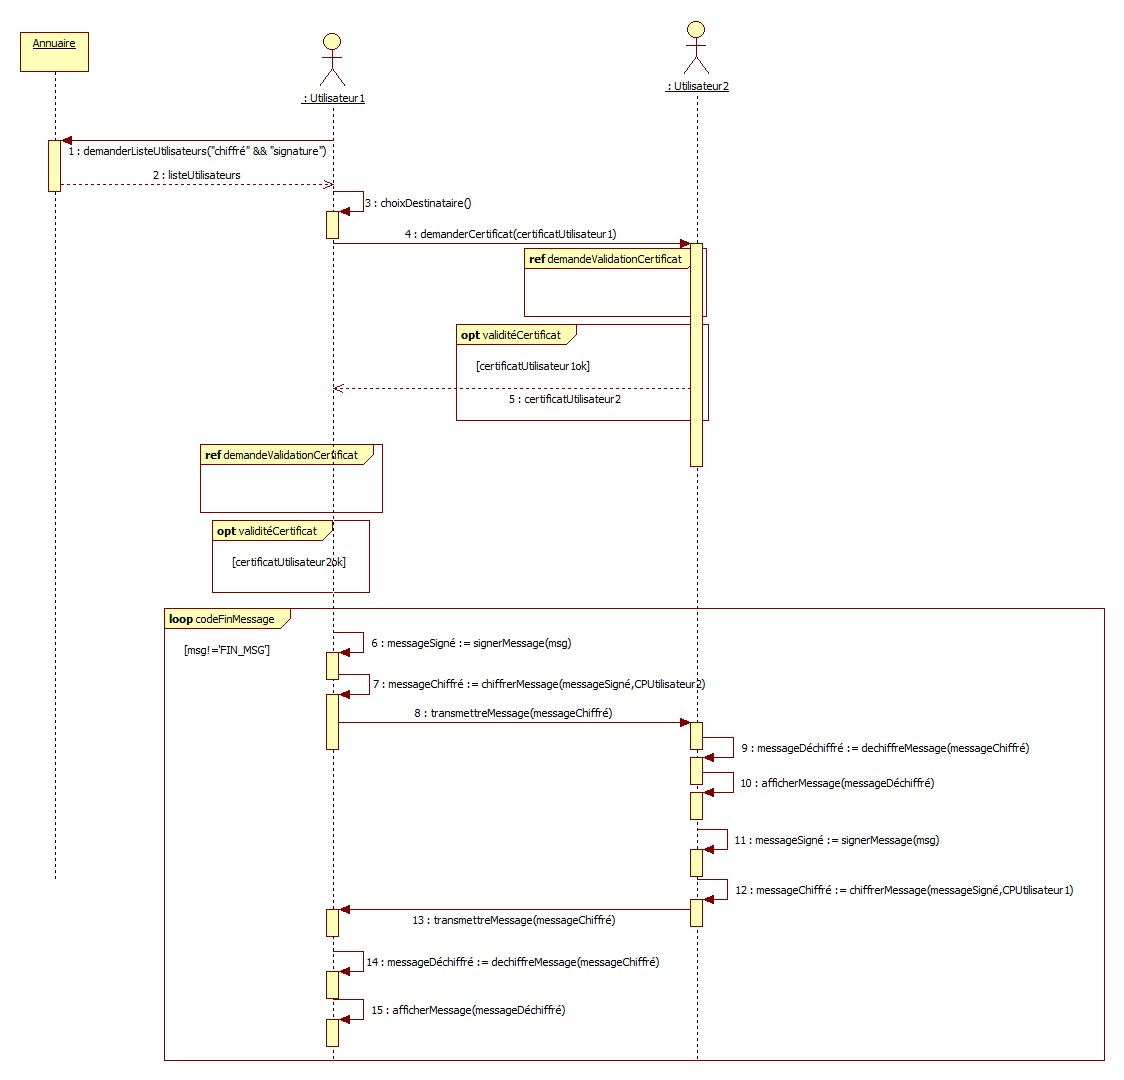 Annuaire
: Utilisateur1
: Utilisateur2
1 : demanderListeUtilisateurs("chiffré" && "signature")
2 : listeUtilisateurs
3 : choixDestinataire()
4 : demanderCertificat(certificatUtilisateur1)
ref demandeValidationCertificat
opt validitéCertificat
[certificatUtilisateur1ok]
5 : certificatUtilisateur2
ref demandeValidationCertificat
opt validitéCertificat
[certificatUtilisateur2ok]
loop codeFinMessage
[msg!='FIN_MSG']
6 : messageSigné := signerMessage(msg)
7 : messageChiffré := chiffrerMessage(messageSigné,CPUtilisateur2)
8 : transmettreMessage(messageChiffré)
9 : messageDéchiffré := dechiffreMessage(messageChiffré)
10 : afficherMessage(messageDéchiffré)
11 : messageSigné := signerMessage(msg)
12 : messageChiffré := chiffrerMessage(messageSigné,CPUtilisateur1)
13 : transmettreMessage(messageChiffré)
14 : messageDéchiffré := dechiffreMessage(messageChiffré)
15 : afficherMessage(messageDéchiffré)